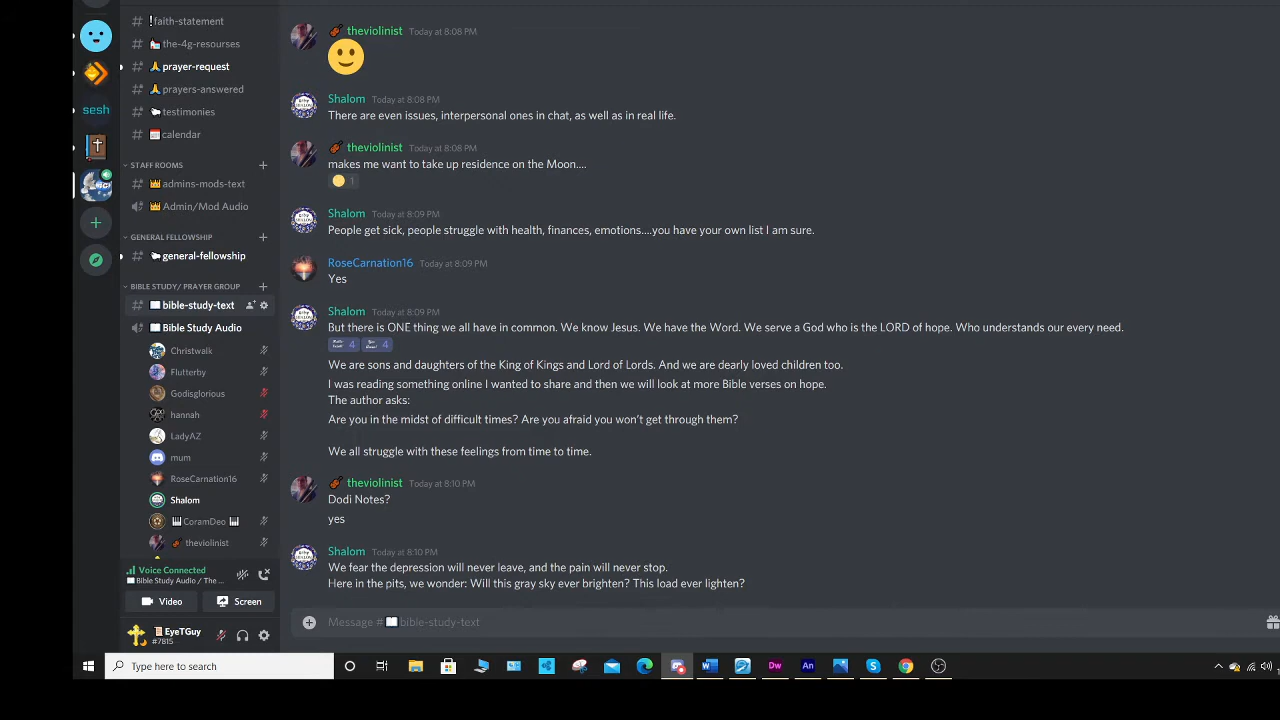 !faith-statement
the-4g-resourses
prayer-request
prayers-answered
testimonies
calendar
STAFF ROOMS
admins-mods-text
Admin/Mod Audio
GENERAL FELLOWSHIP
general-fellowship
BIBLE STUDY/ PRAYER GROUP
bible-study-text
Bible Study Audio
Christwalk
Flutterby
Godisglorious
hannah
LadyAZ
mum
RoseCarnation16
Shalom
CoramDeo
theviolinist
Voice Connected
Bible Study Audio / The ...
Video
Screen
EyeTGuy
#7815
sesh
theviolinist Today at 8:08 PM
Shalom Today at 8:08 PM
There are even issues, interpersonal ones in chat, as well as in real life.
theviolinist Today at 8:08 PM
makes me want to take up residence on the Moon....
1
Shalom Today at 8:09 PM
People get sick, people struggle with health, finances, emotions....you have your own list I am sure.
RoseCarnation16 Today at 8:09 PM
Yes
Shalom Today at 8:09 PM
But there is ONE thing we all have in common. We know Jesus. We have the Word. We serve a God who is the LORD of hope. Who understands our every need.
4 4
We are sons and daughters of the King of Kings and Lord of Lords. And we are dearly loved children too.
I was reading something online I wanted to share and then we will look at more Bible verses on hope.
The author asks:
Are you in the midst of difficult times? Are you afraid you won't get through them?
We all struggle with these feelings from time to time.
theviolinist Today at 8:10 PM
Dodi Notes?
yes
Shalom Today at 8:10 PM
We fear the depression will never leave, and the pain will never stop.
Here in the pits, we wonder: Will this gray sky ever brighten? This load ever lighten?
Message # bible-study-text
Type here to search
Dw
An